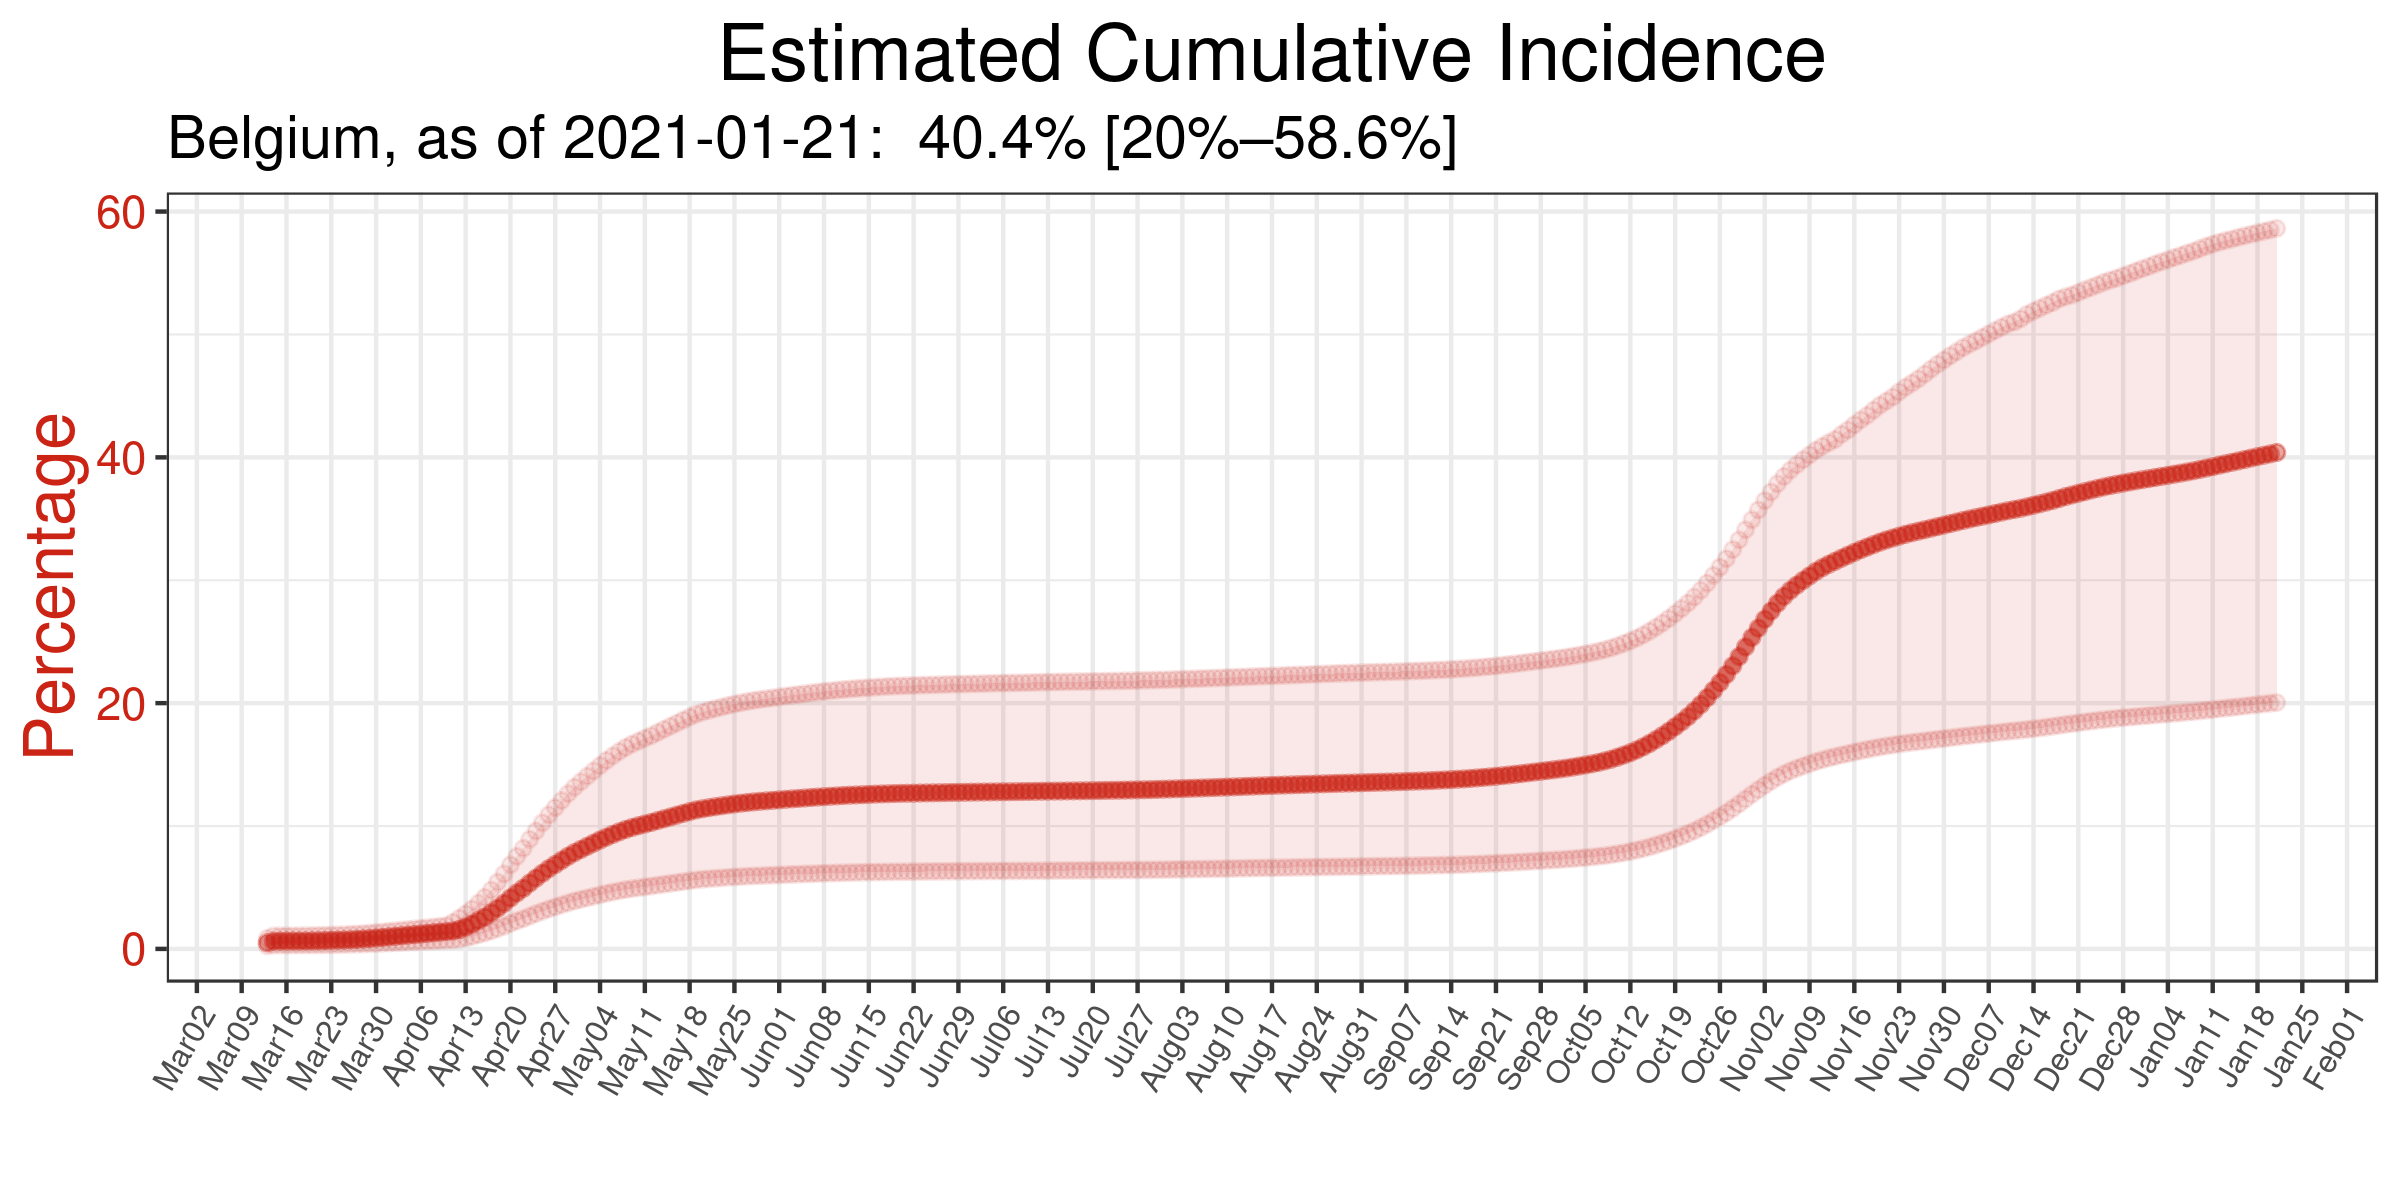 Estimated Cumulative Incidence
Belgium, as of 2021-01-21:  40.4% [20%–58.6%]
Percentage
60
40
20
0
Mar02
Mar09
Mar16
Mar23
Mar30
Apr06
Apr13
Apr20
Apr27
May04
May11
May18
May25
Jun01
Jun08
Jun15
Jun22
Jun29
Jul06
Jul13
Jul20
Jul27
Aug03
Aug10
Aug17
Aug24
Aug31
Sep07
Sep14
Sep21
Sep28
Oct05
Oct12
Oct19
Oct26
Nov02
Nov09
Nov16
Nov23
Nov30
Dec07
Dec14
Dec21
Dec28
Jan04
Jan11
Jan18
Jan25
Feb01